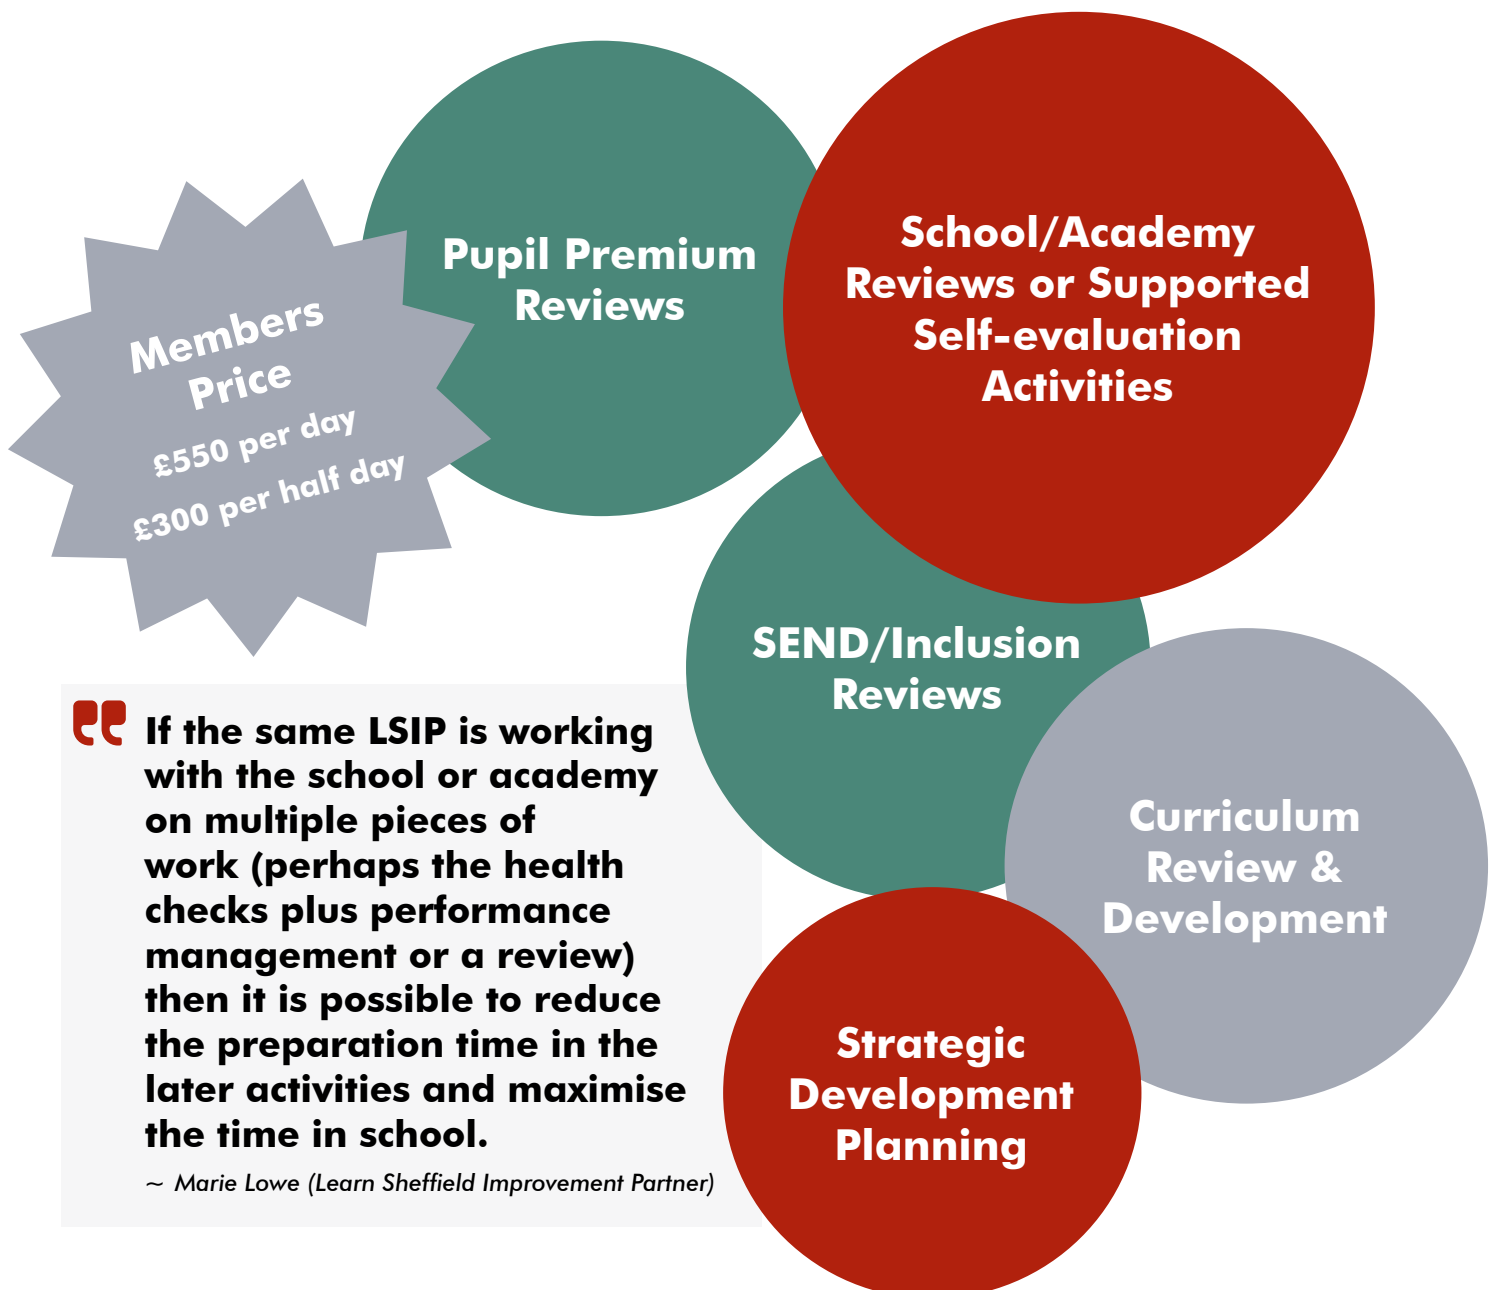 Pupil Premium
Reviews
School/Academy
Reviews or Supported
Self-evaluation
Activities
Members
Price
£550 per day
£300 per half day
SEND/Inclusion
Reviews
Curriculum
Review &
Development
Strategic
Development
Planning
If the same LSIP is working
with the school or academy
on multiple pieces of
work (perhaps the health
checks plus performance
management or a review)
then it is possible to reduce
the preparation time in the
later activities and maximise
the time in school.
~ Marie Lowe (Learn Sheffield Improvement Partner)